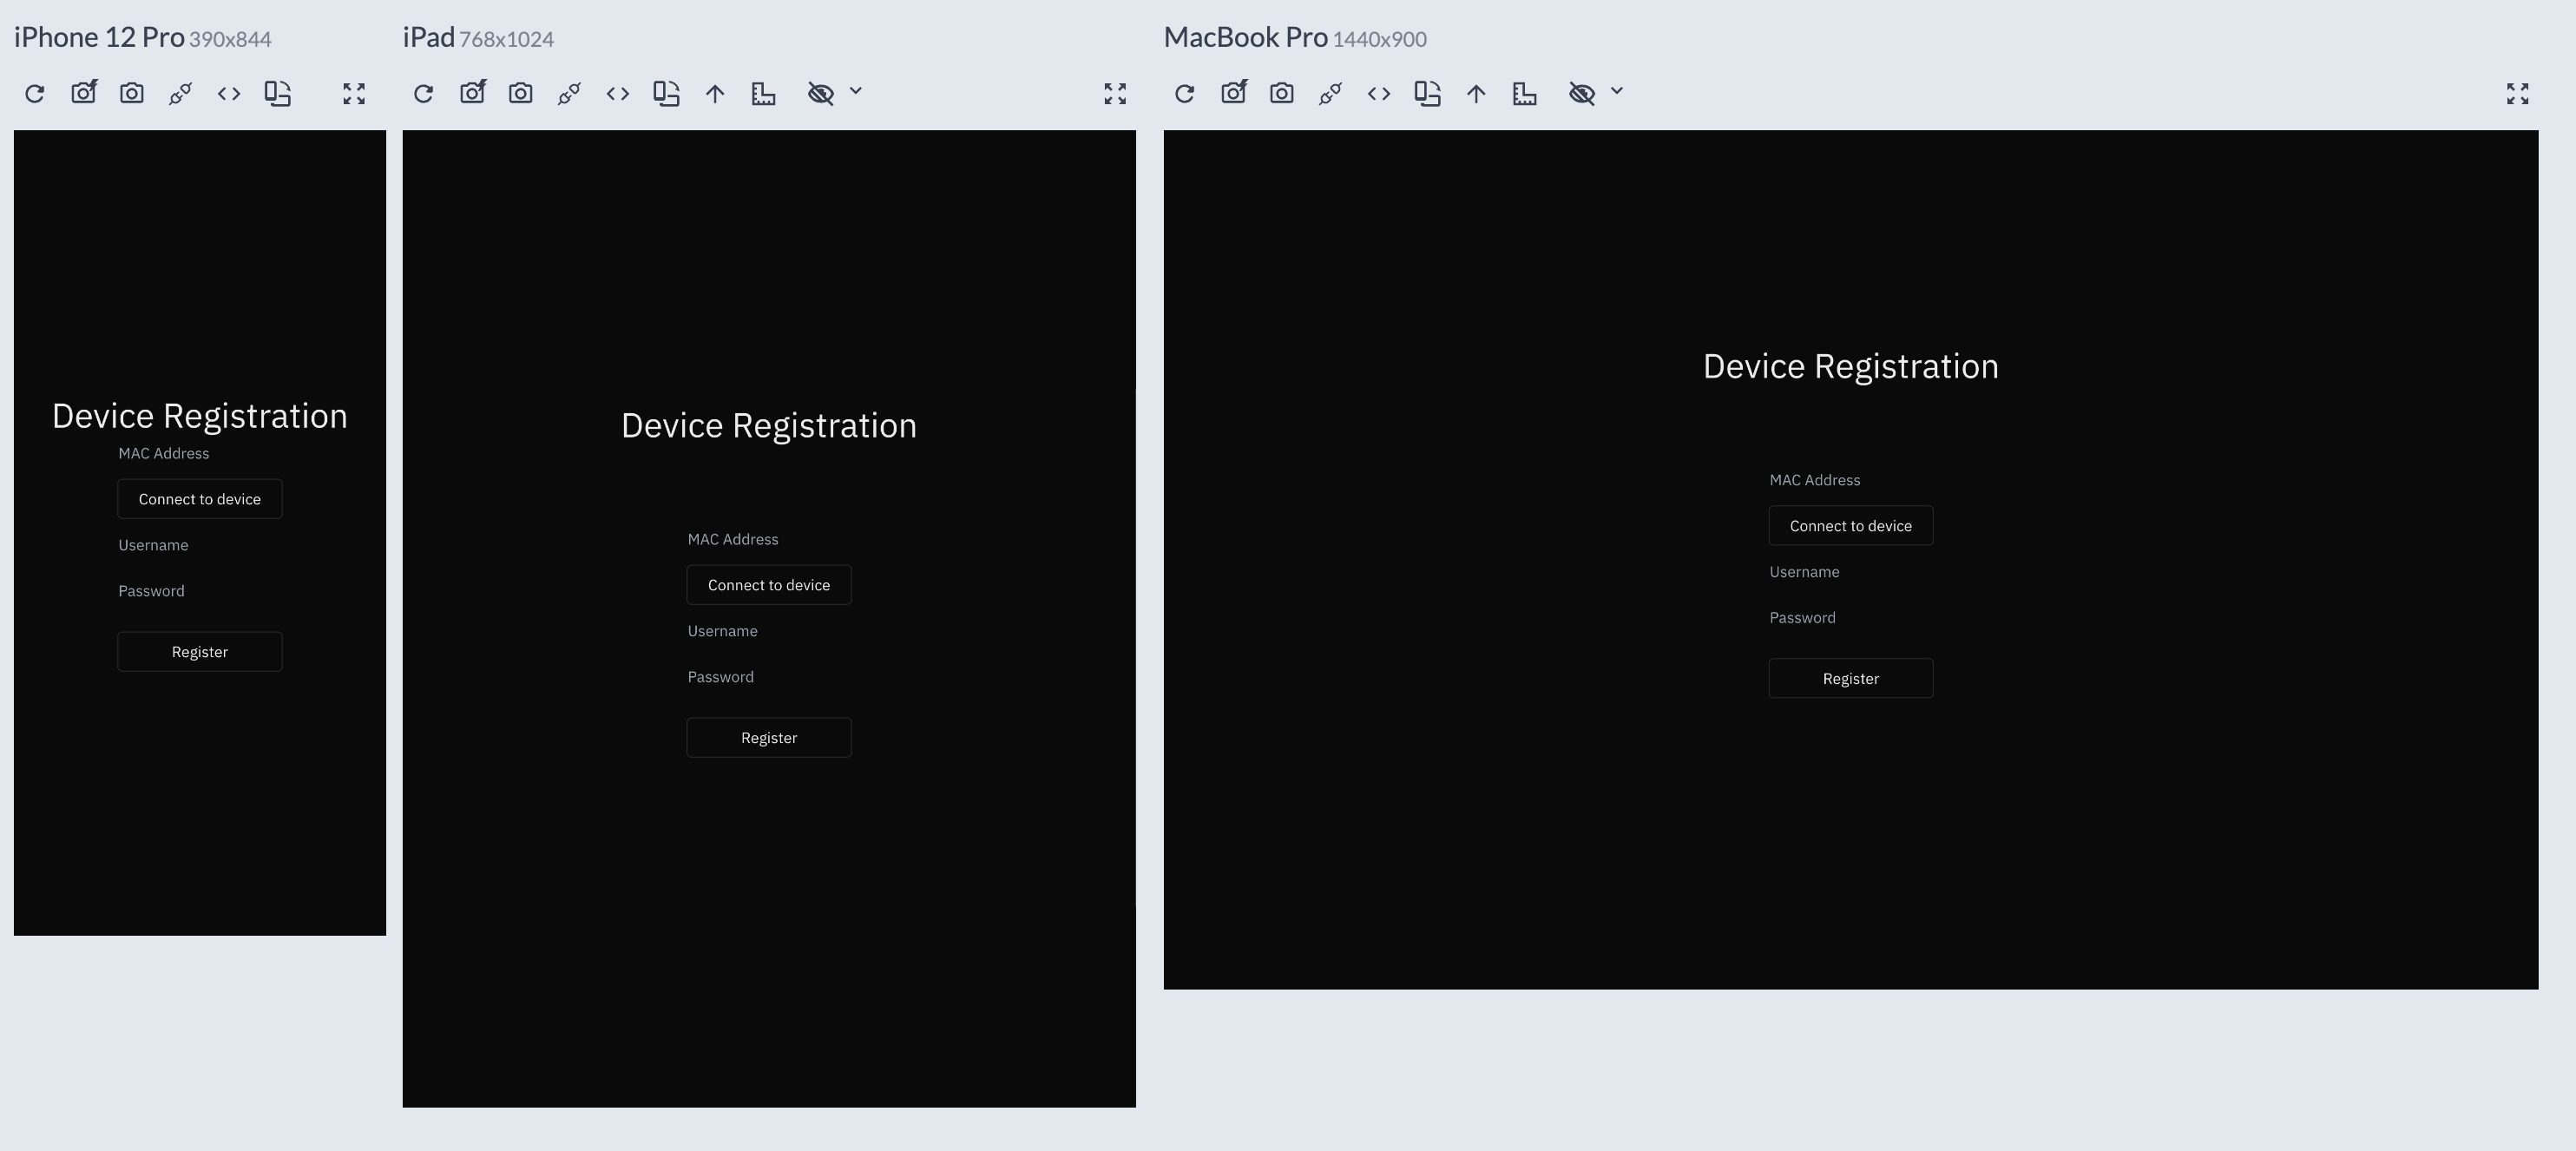 iPhone 12 Pro 390x844
Device Registration
MAC Address
Connect to device
Username
Password
Register
iPad 768x1024
Device Registration
MAC Address
Connect to device
Username
Password
Register
MacBook Pro 1440x900
Device Registration
MAC Address
Connect to device
Username
Password
Register